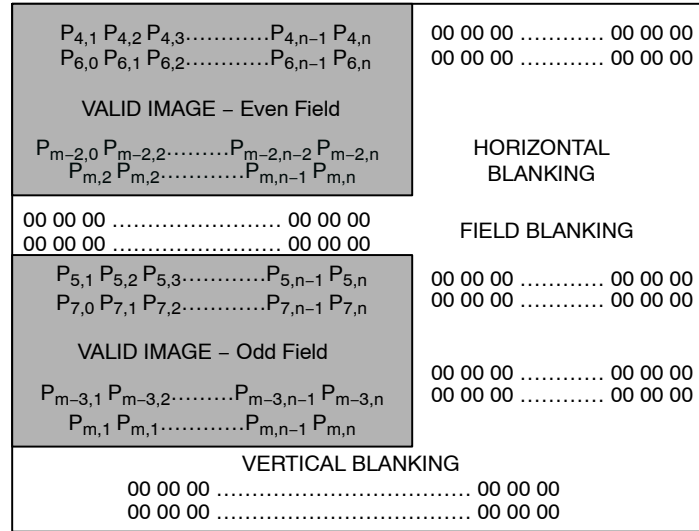 P4,1 P4,2 P4,3............P4,n−1 P4,n 00 00 00 ............ 00 00 00
P6,0 P6,1 P6,2............P6,n−1 P6,n 00 00 00 ............ 00 00 00
VALID IMAGE − Even Field
Pm−2,0 Pm−2,2.........Pm−2,n−2 Pm−2,n
Pm,2 Pm,2............Pm,n−1 Pm,n
HORIZONTAL
BLANKING
00 00 00 ........................ 00 00 00
00 00 00 ........................ 00 00 00
FIELD BLANKING
P5,1 P5,2 P5,3............P5,n−1 P5,n 00 00 00 ............ 00 00 00
P7,0 P7,1 P7,2............P7,n−1 P7,n 00 00 00 ............ 00 00 00
VALID IMAGE − Odd Field
00 00 00 ............ 00 00 00
00 00 00 ............ 00 00 00
Pm−3,1 Pm−3,2.........Pm−3,n−1 Pm−3,n
Pm,1 Pm,1............Pm,n−1 Pm,n
VERTICAL BLANKING
00 00 00 .................................... 00 00 00
00 00 00 .................................... 00 00 00